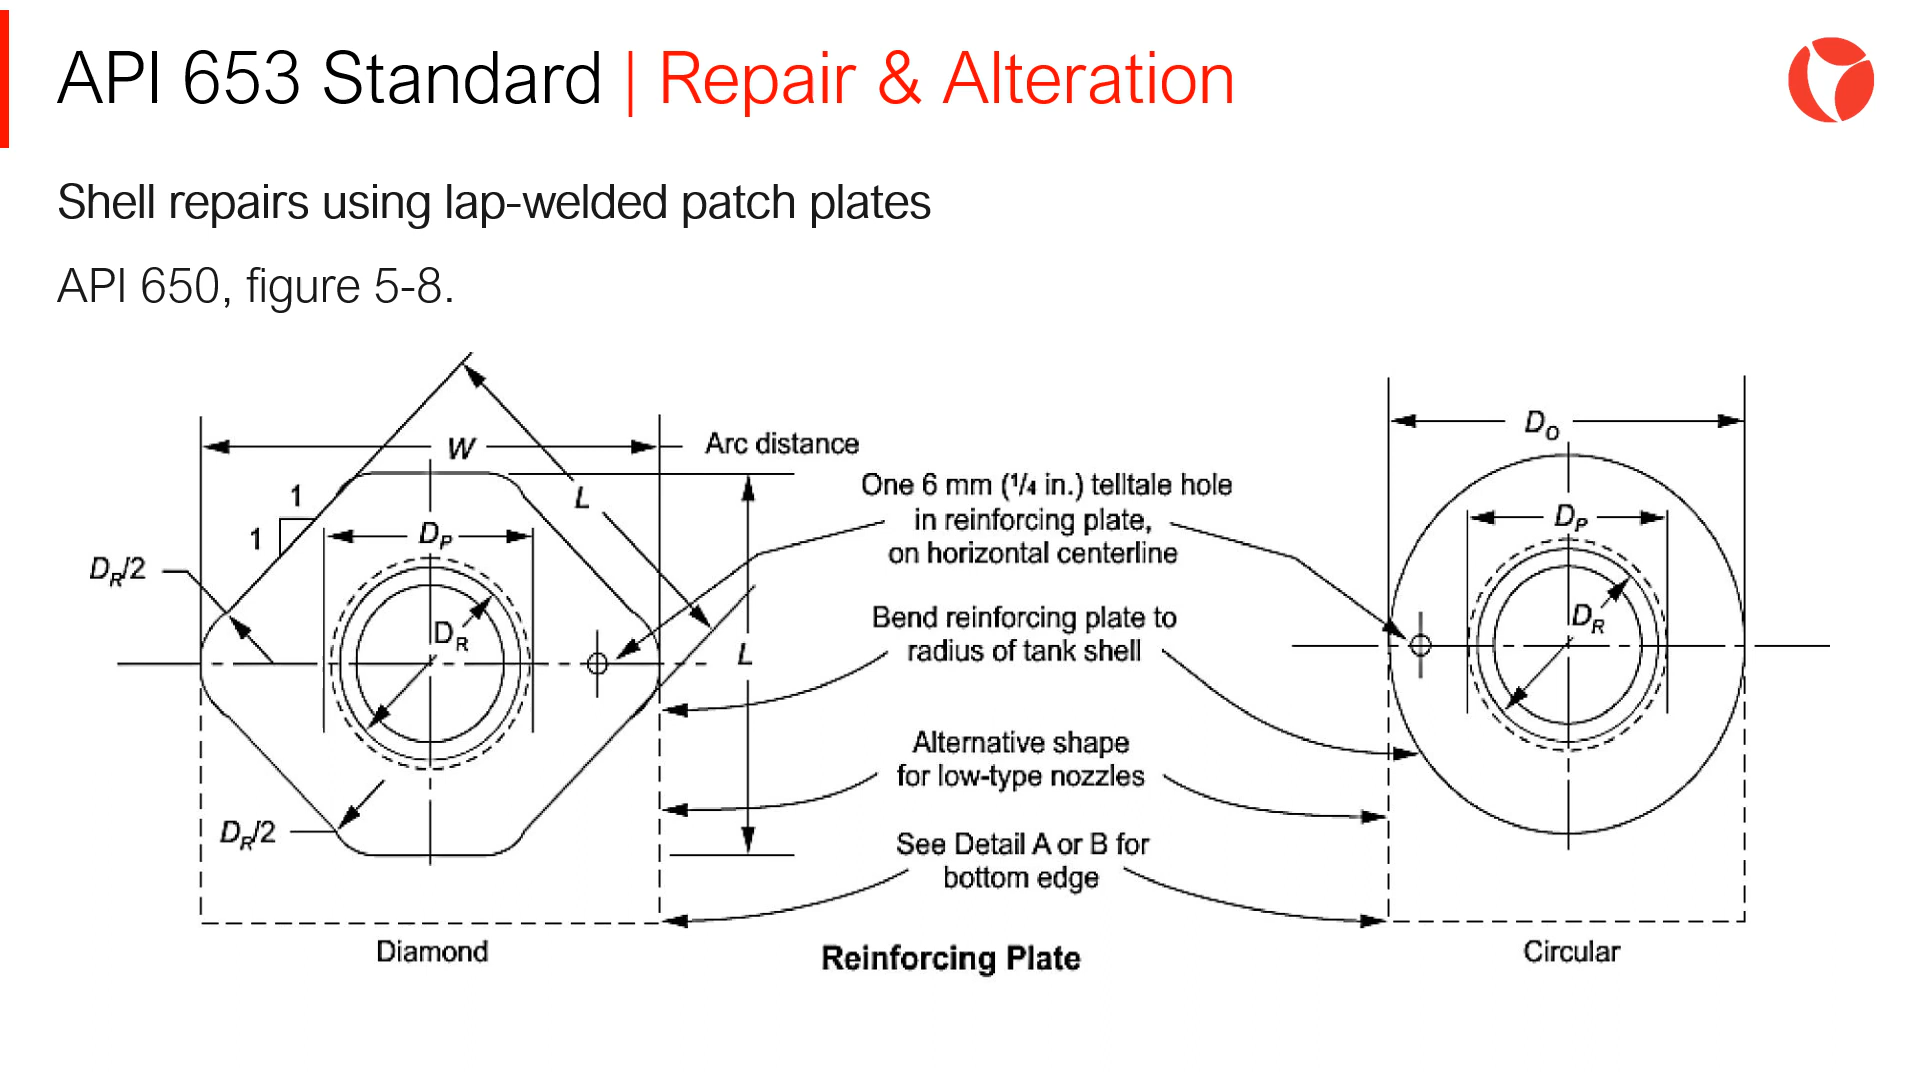 API 653 Standard | Repair & Alteration
Shell repairs using lap-welded patch plates
API 650, figure 5-8.
W
Arc distance
D_O
One 6 mm (1/4 in.) telltale hole
in reinforcing plate,
on horizontal centerline
L
1
1
D_P
D_P
D_R/2
Bend reinforcing plate to
radius of tank shell
D_R
D_R
L
Alternative shape
for low-type nozzles
D_R/2
See Detail A or B for
bottom edge
Diamond
Reinforcing Plate
Circular